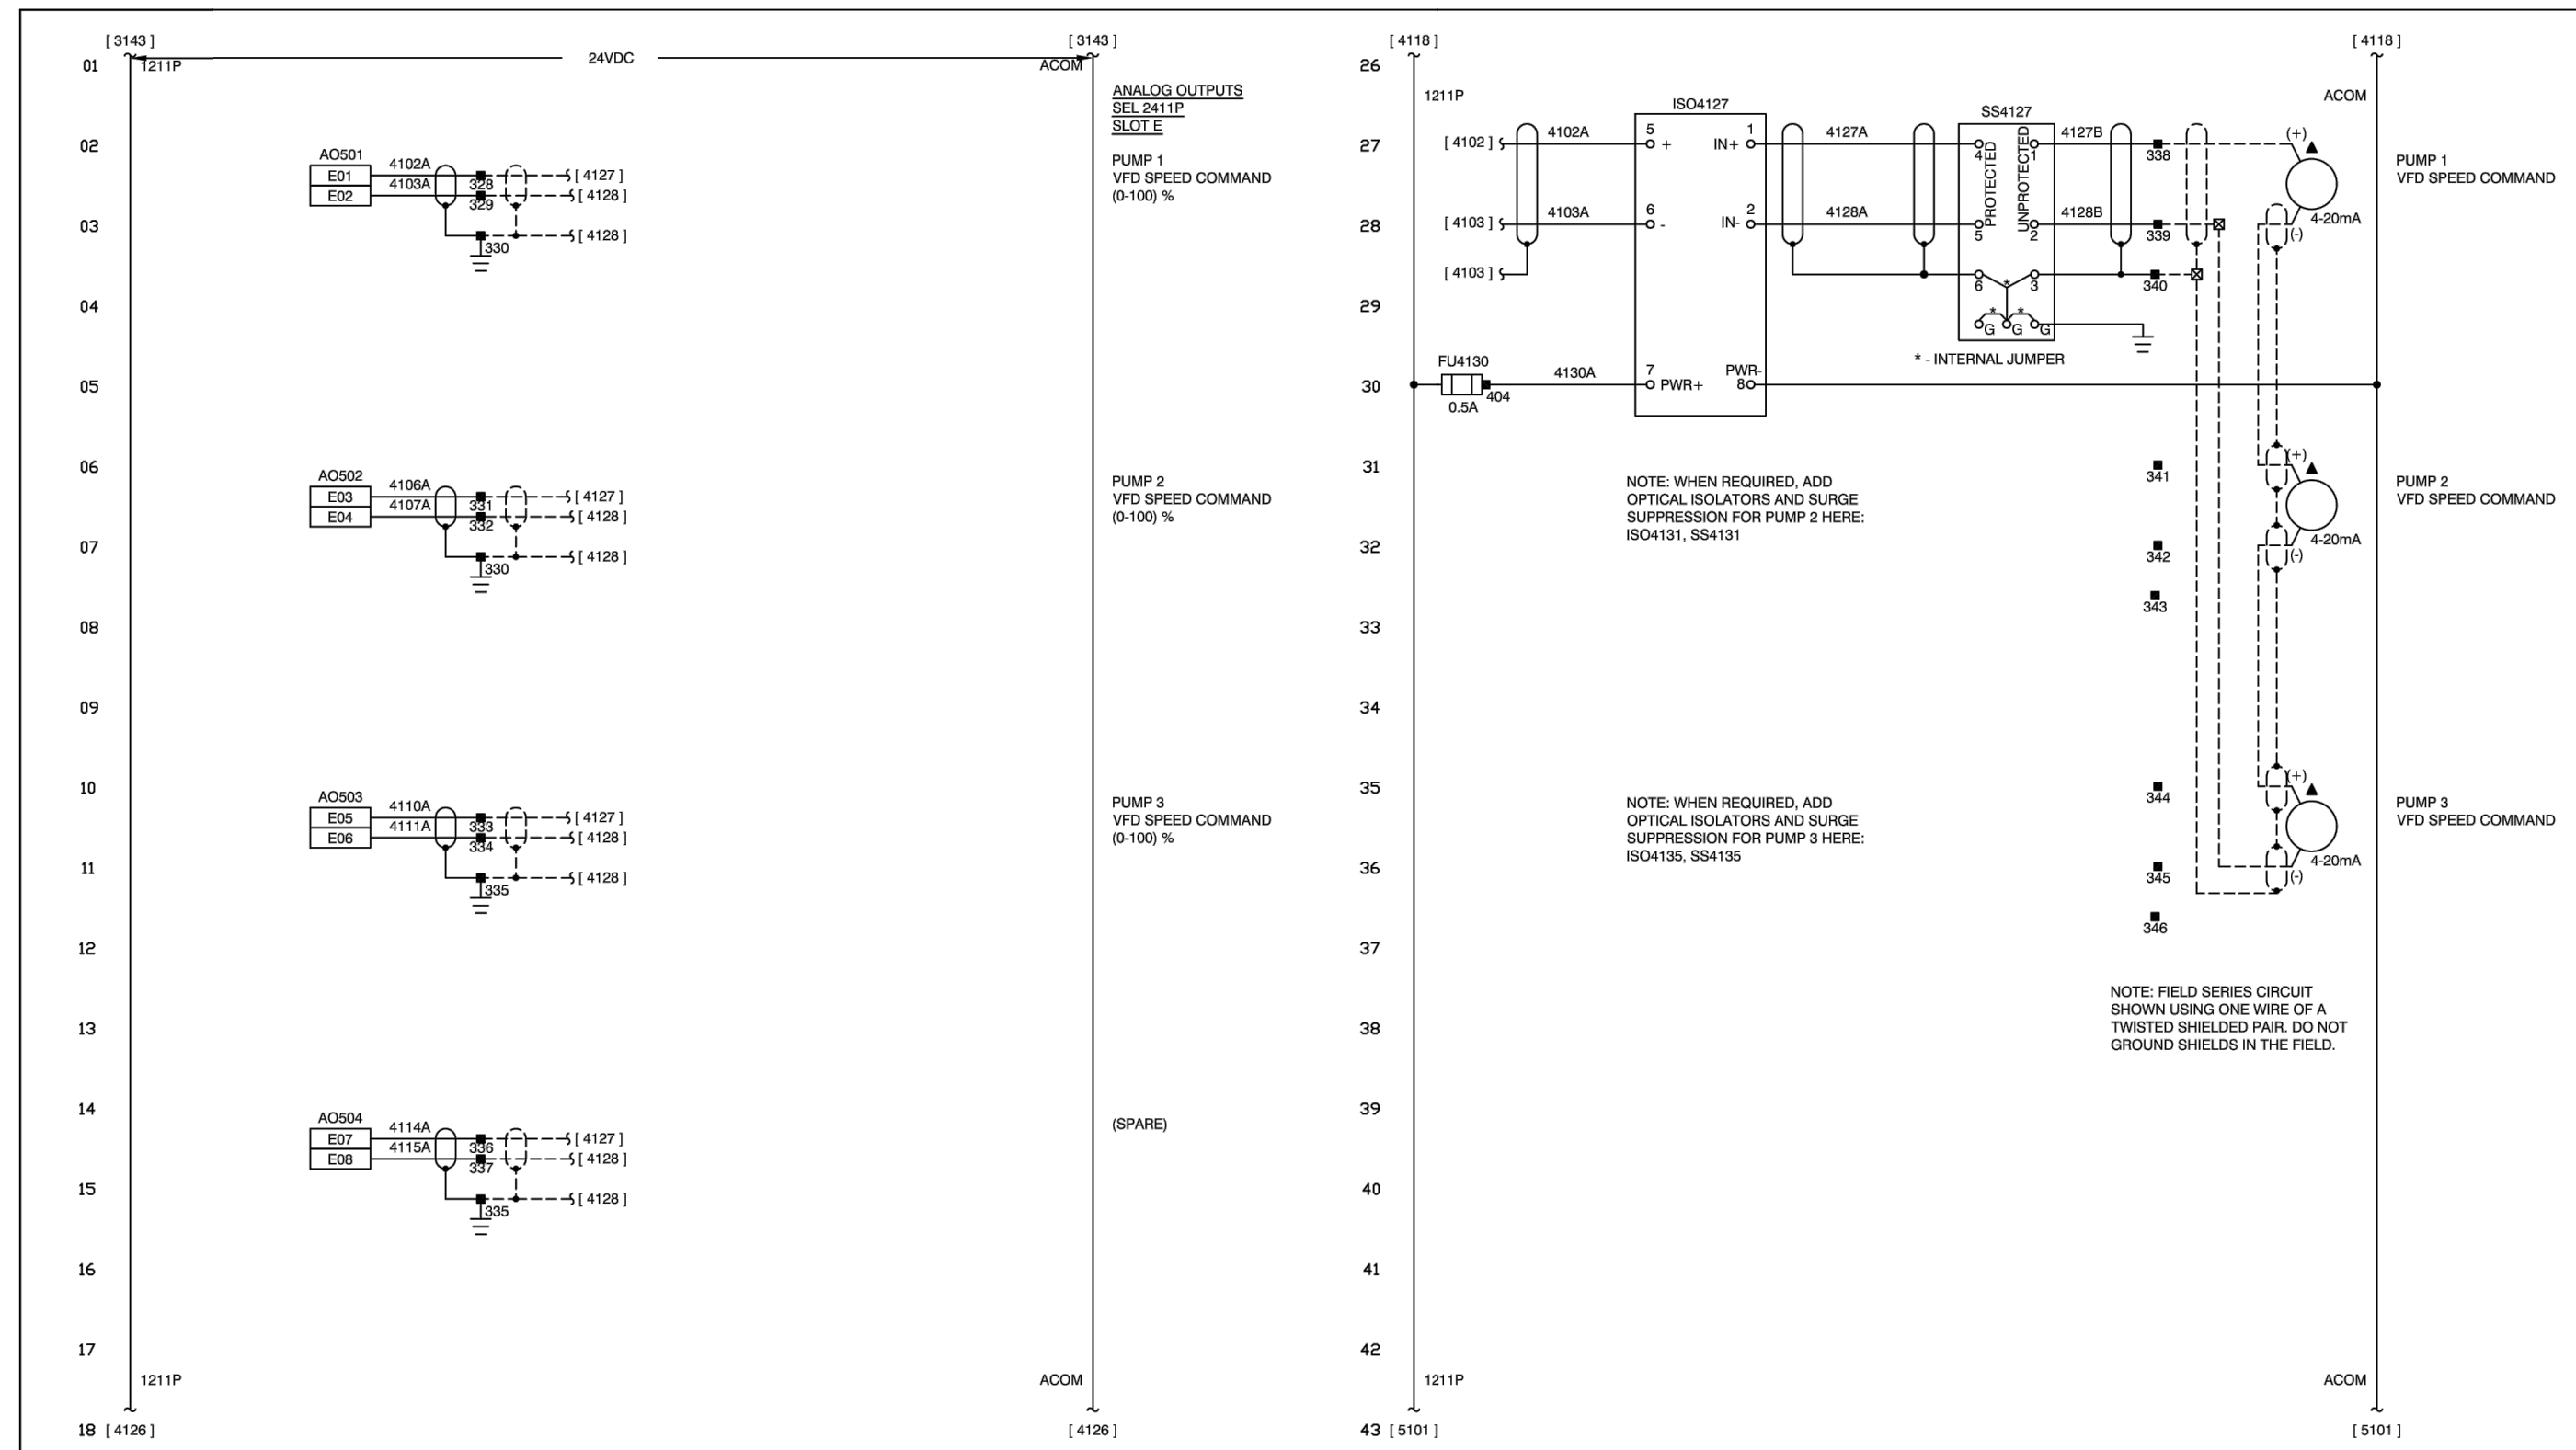 [ 3143 ]
[ 3143 ]
01
1211P
24VDC
ACOM
ANALOG OUTPUTS
SEL 2411P
SLOT E
02
AO501
4102A
E01
328
[ 4127 ]
4103A
E02
329
[ 4128 ]
PUMP 1
VFD SPEED COMMAND
(0-100) %
03
330
[ 4128 ]
04
05
06
AO502
4106A
E03
331
[ 4127 ]
4107A
E04
332
[ 4128 ]
PUMP 2
VFD SPEED COMMAND
(0-100) %
07
330
[ 4128 ]
08
09
10
AO503
4110A
E05
333
[ 4127 ]
4111A
E06
334
[ 4128 ]
PUMP 3
VFD SPEED COMMAND
(0-100) %
11
335
[ 4128 ]
12
13
14
AO504
4114A
E07
336
[ 4127 ]
4115A
E08
337
[ 4128 ]
(SPARE)
15
335
[ 4128 ]
16
17
1211P
ACOM
18 [ 4126 ]
[ 4126 ]
[ 4118 ]
[ 4118 ]
26
1211P
ACOM
ISO4127
SS4127
27
[ 4102 ]
4102A
5
+
1
IN+
4127A
4
PROTECTED
UNPROTECTED
1
4127B
338
(+)
PUMP 1
VFD SPEED COMMAND
4-20mA
28
[ 4103 ]
4103A
6
-
2
IN-
4128A
5
2
4128B
339
(-)
[ 4103 ]
6
*
3
340
29
*
*
G
G
G
* - INTERNAL JUMPER
30
FU4130
0.5A
404
4130A
7
PWR+
PWR-
8
31
NOTE: WHEN REQUIRED, ADD
OPTICAL ISOLATORS AND SURGE
SUPPRESSION FOR PUMP 2 HERE:
ISO4131, SS4131
341
(+)
PUMP 2
VFD SPEED COMMAND
4-20mA
32
342
(-)
343
33
34
35
NOTE: WHEN REQUIRED, ADD
OPTICAL ISOLATORS AND SURGE
SUPPRESSION FOR PUMP 3 HERE:
ISO4135, SS4135
344
(+)
PUMP 3
VFD SPEED COMMAND
4-20mA
36
345
(-)
346
37
NOTE: FIELD SERIES CIRCUIT
SHOWN USING ONE WIRE OF A
TWISTED SHIELDED PAIR. DO NOT
GROUND SHIELDS IN THE FIELD.
38
39
40
41
42
1211P
ACOM
43 [ 5101 ]
[ 5101 ]